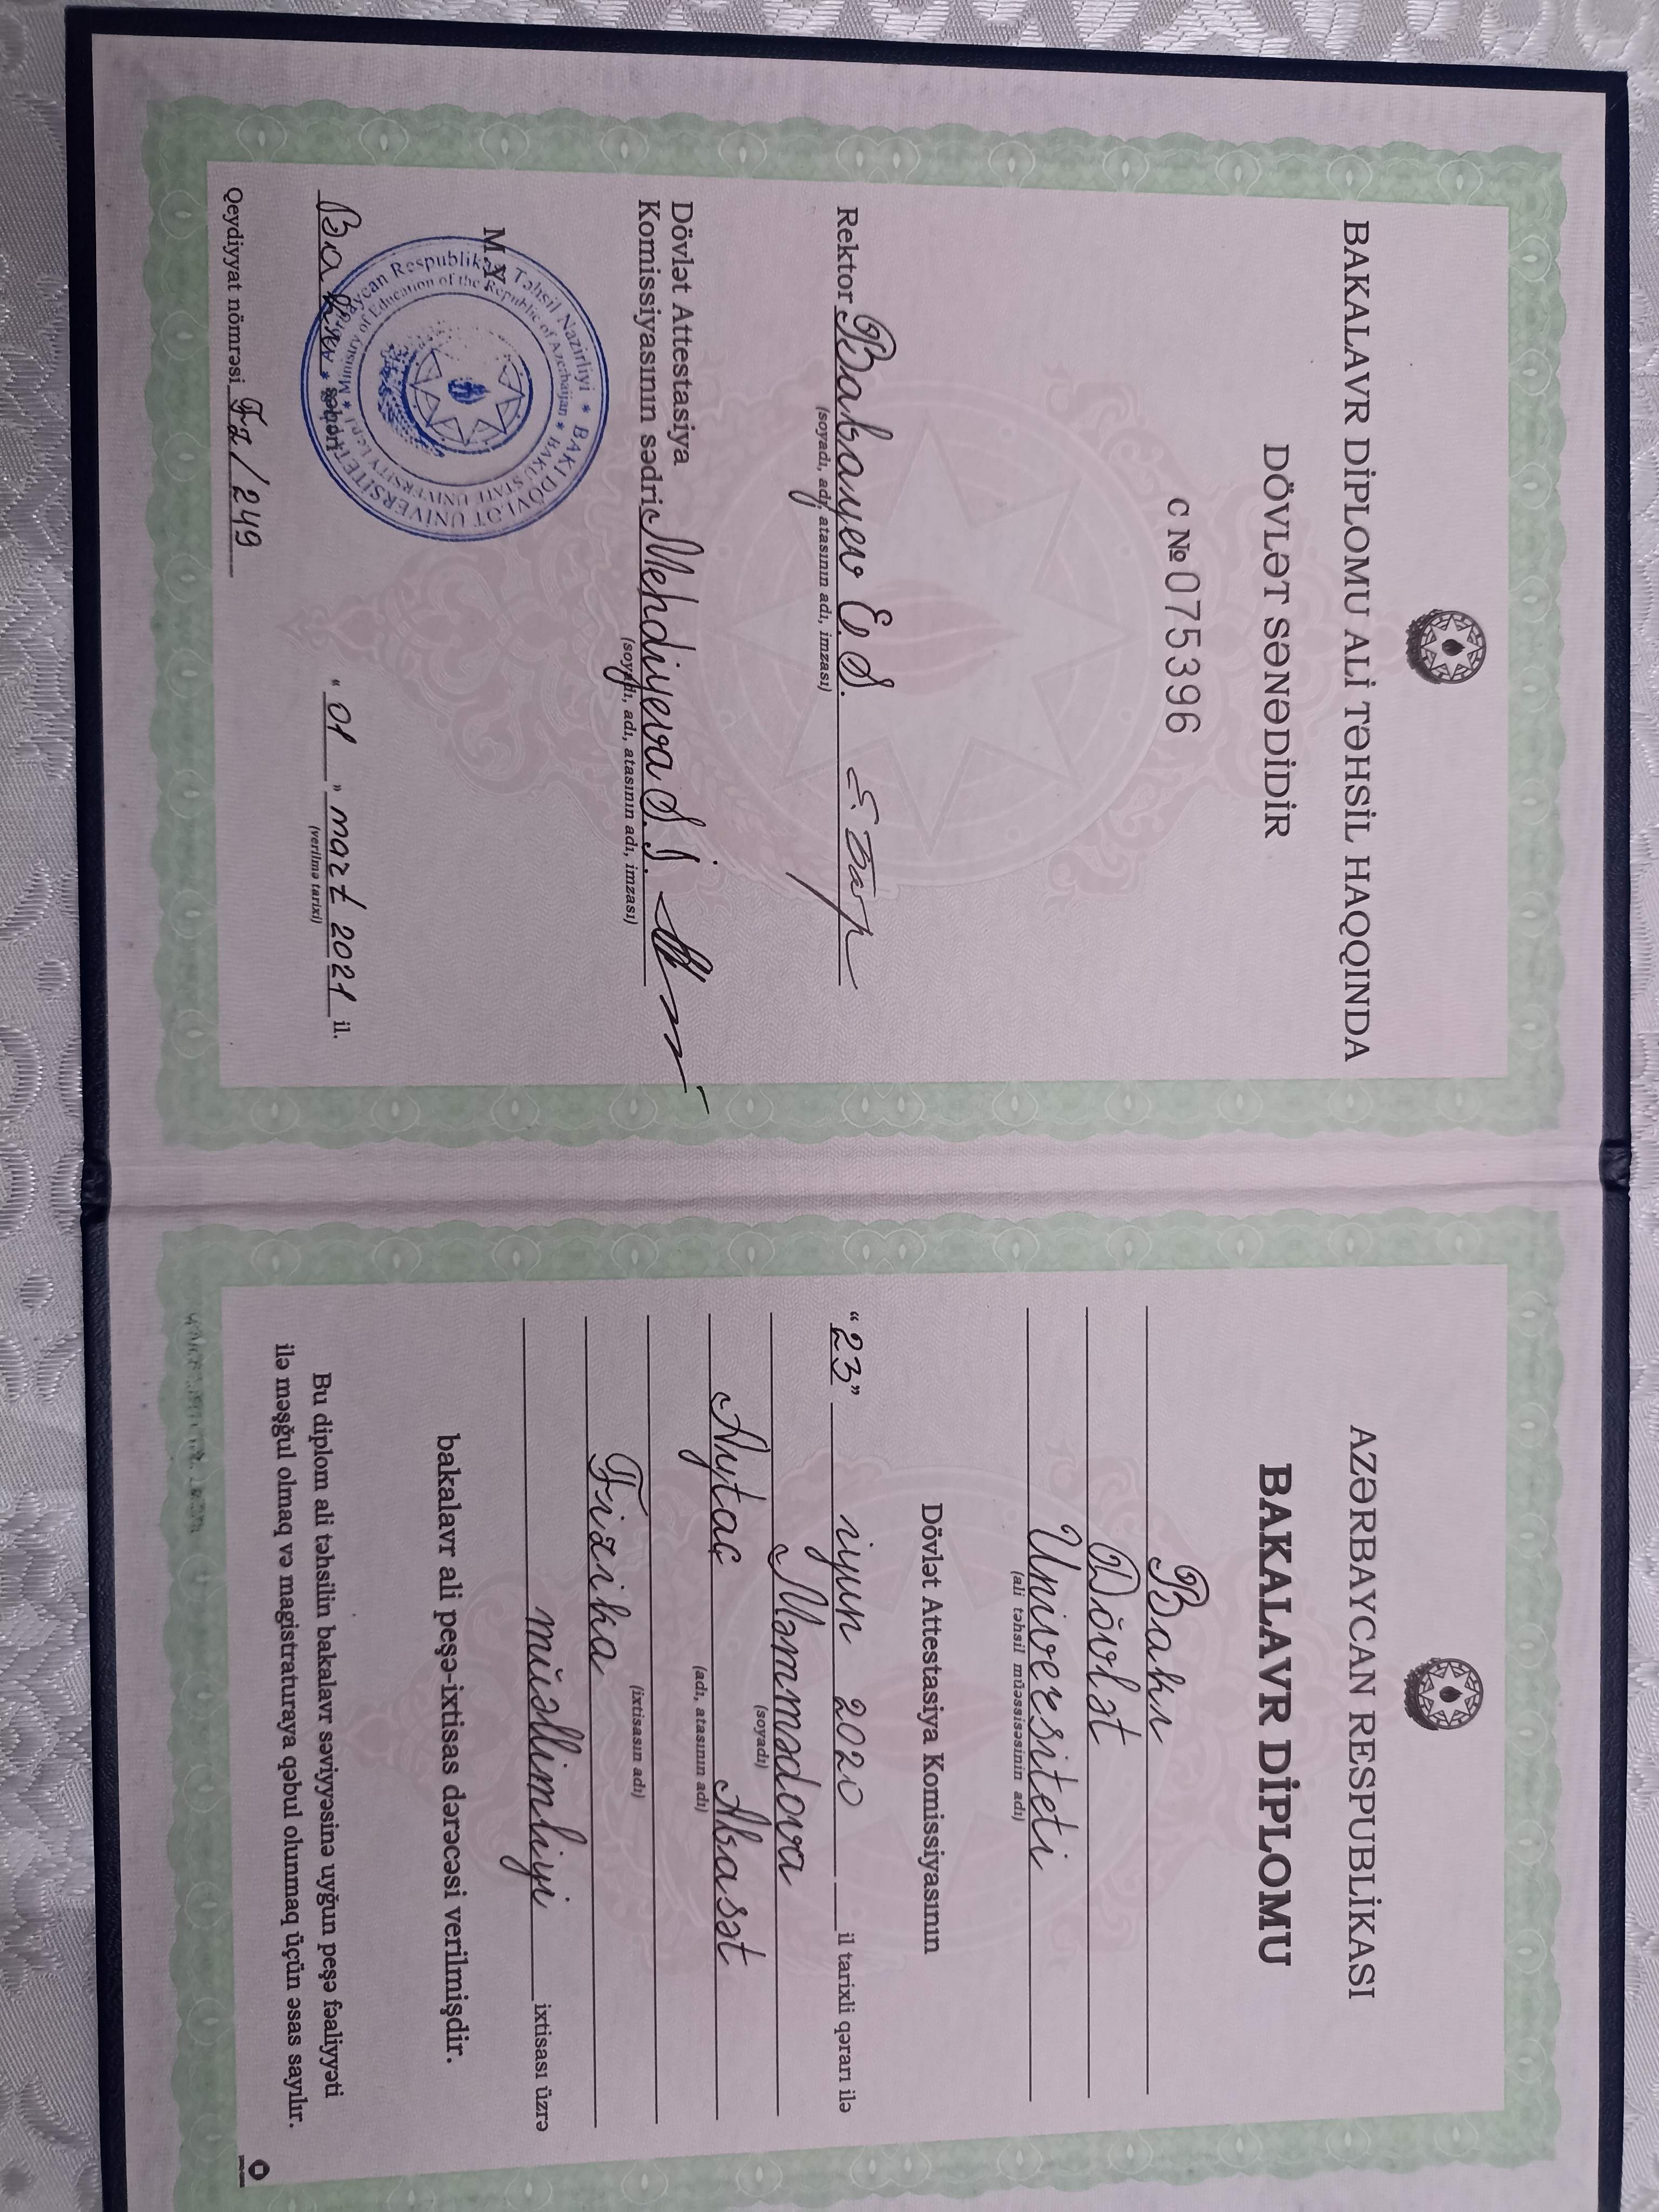 BAKALAVR DİPLOMU ALİ TƏHSİL HAQQINDA
DÖVLƏT SƏNƏDİDİR
C №075396
Rektor Babayev E.S.
(soyadı, adı, atasının adı, imzası)
Dövlət Attestasiya
Komissiyasının sədri Mehdiyeva S.İ.
(soyadı, adı, atasının adı, imzası)
M.Y.
Azərbaycan Respublikası Təhsil Nazirliyi * BAKI DÖVLƏT UNİVERSİTETİ *
Ministry of Education of the Republic of Azerbaijan * BAKU STATE UNIVERSITY
Bakı şəhəri
"01" mart 2021 il.
(verilmə tarixi)
Qeydiyyat nömrəsi Fz/249
AZƏRBAYCAN RESPUBLİKASI
BAKALAVR DİPLOMU
Bakı
Dövlət
Universiteti
(ali təhsil müəssisəsinin adı)
Dövlət Attestasiya Komissiyasının
“23” iyun 2020 il tarixli qərarı ilə
Məmmədova
(soyadı)
Aytac Abasət
(adı, atasının adı)
(ixtisasın adı)
Fizika
müəllimliyi ixtisası üzrə
bakalavr ali peşə-ixtisas dərəcəsi verilmişdir.
Bu diplom ali təhsilin bakalavr səviyyəsinə uyğun peşə fəaliyyəti
ilə məşğul olmaq və magistraturaya qəbul olunmaq üçün əsas sayılır.